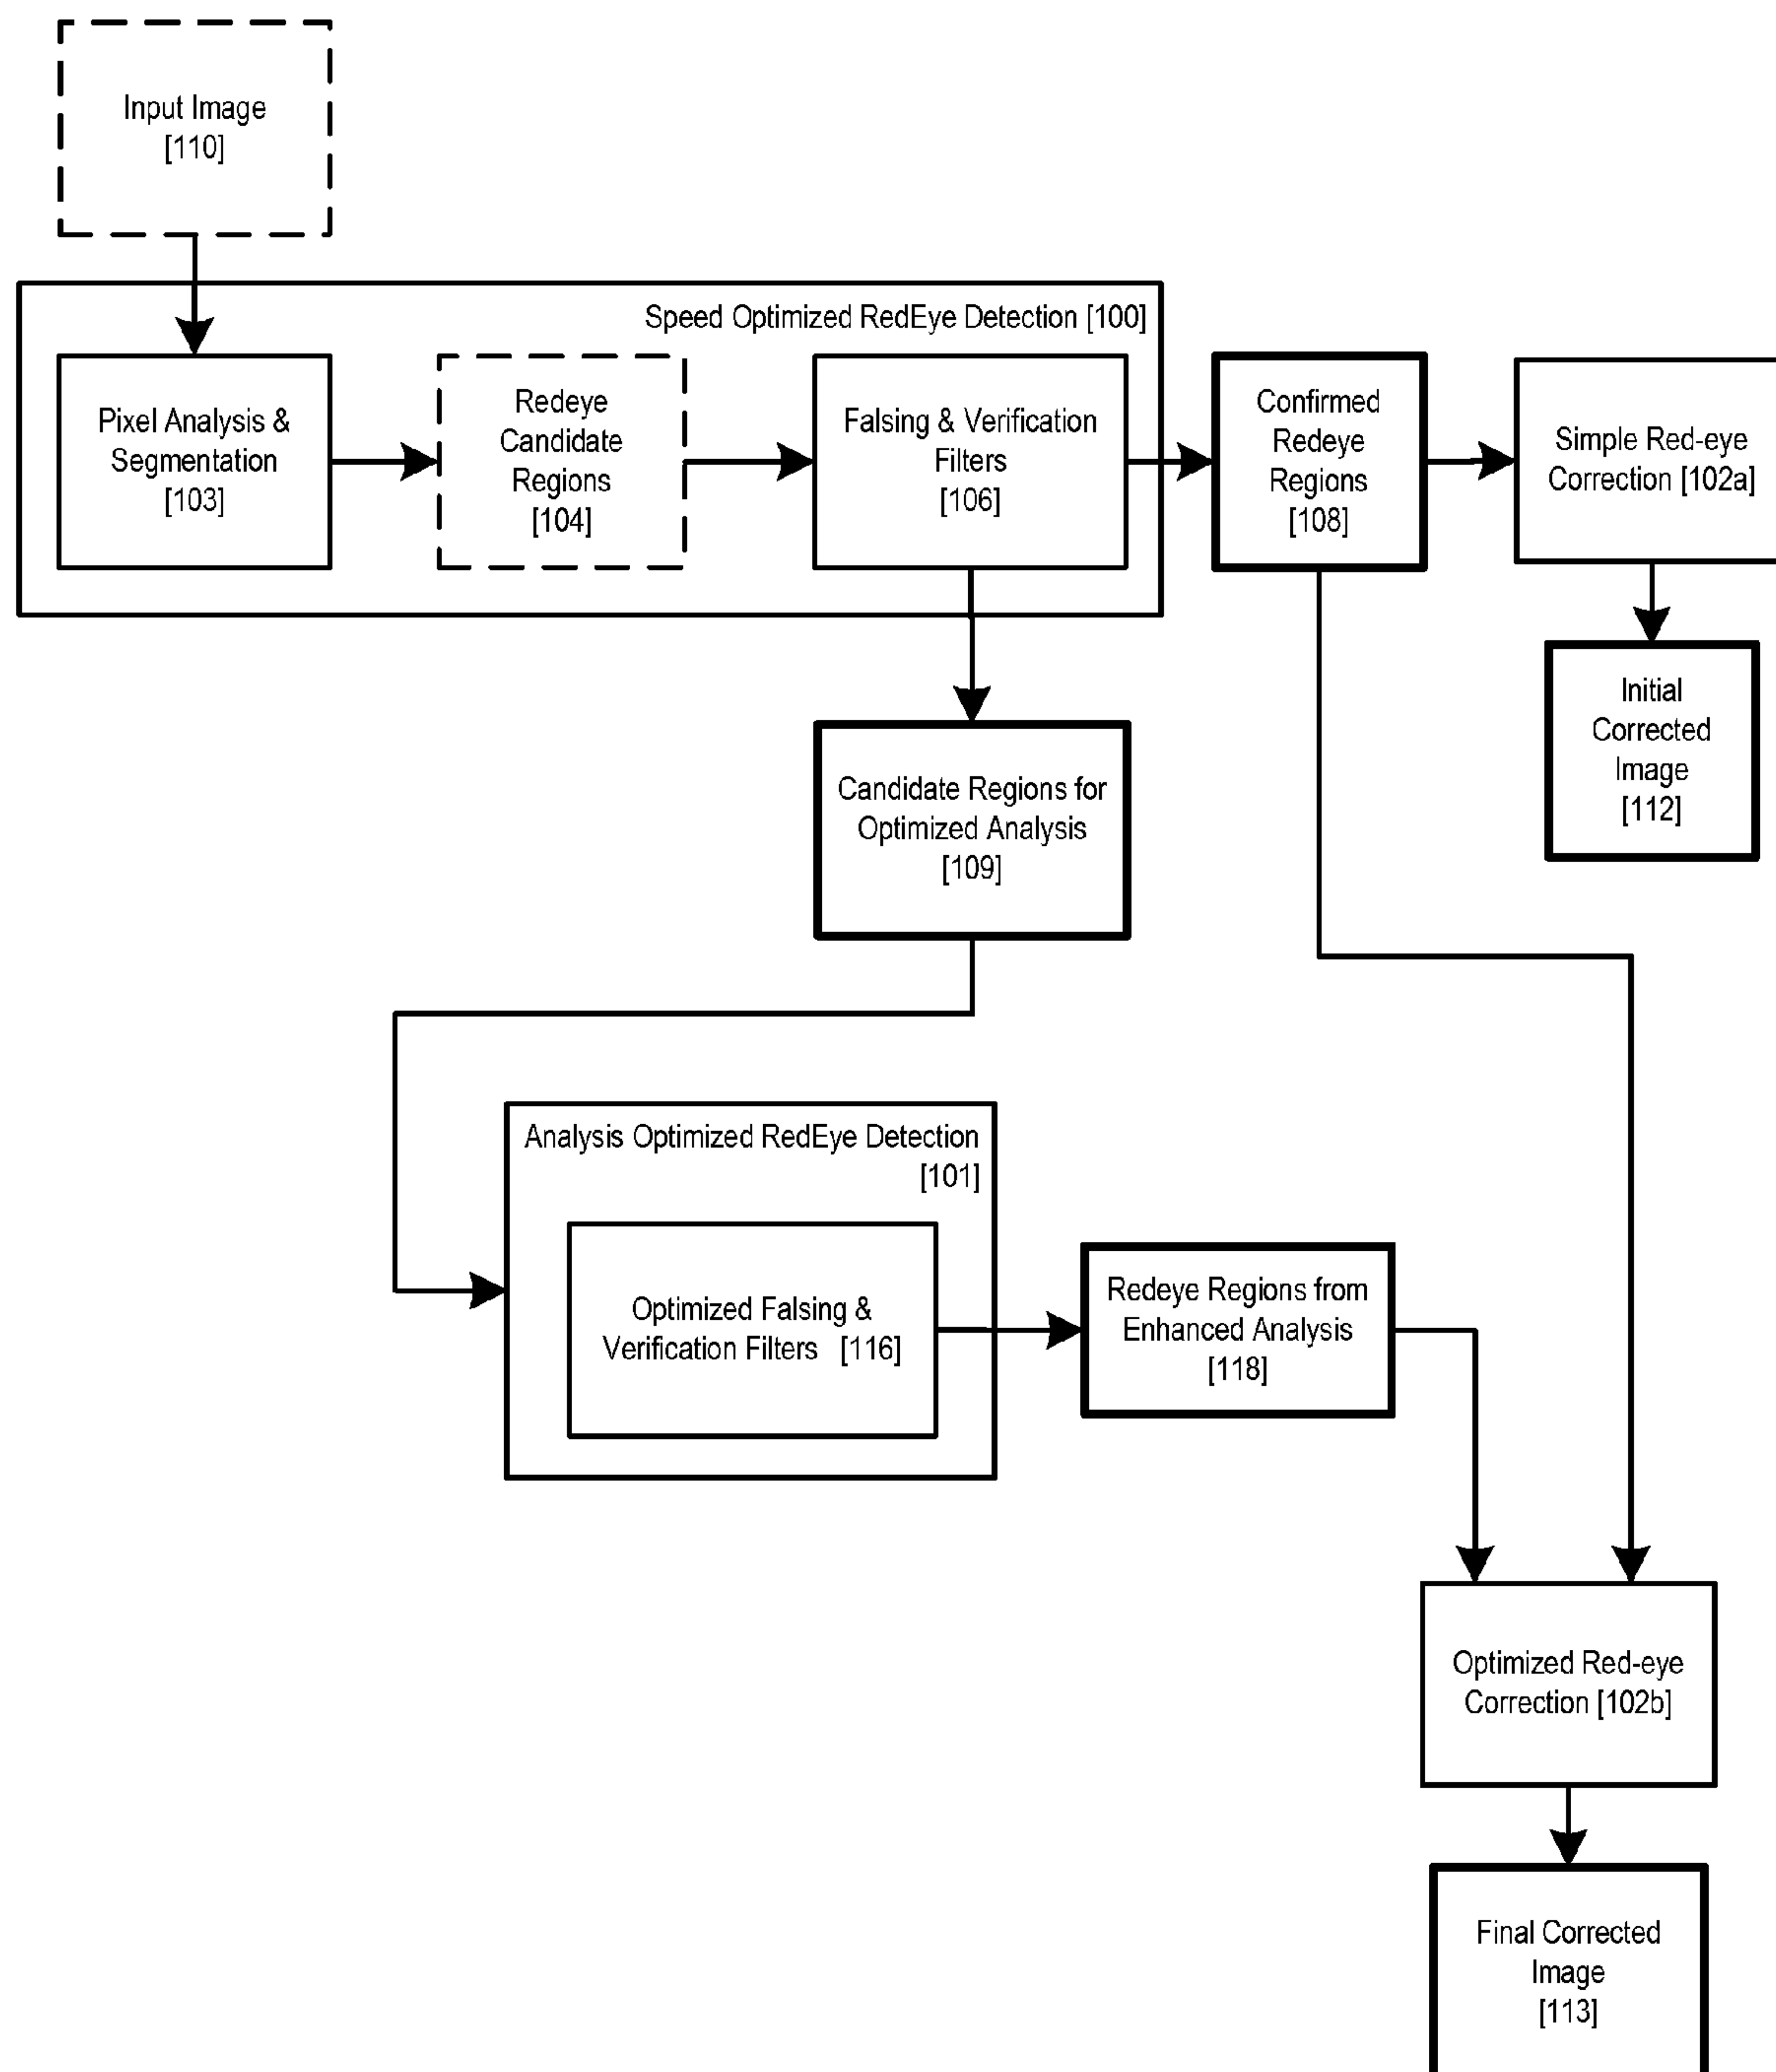 Input Image
[110]
Speed Optimized RedEye Detection [100]
Pixel Analysis &
Segmentation
[103]
Redeye
Candidate
Regions
[104]
Falsing & Verification
Filters
[106]
Confirmed
Redeye
Regions
[108]
Simple Red-eye
Correction [102a]
Initial
Corrected
Image
[112]
Candidate Regions for
Optimized Analysis
[109]
Analysis Optimized RedEye Detection
[101]
Optimized Falsing &
Verification Filters [116]
Redeye Regions from
Enhanced Analysis
[118]
Optimized Red-eye
Correction [102b]
Final Corrected
Image
[113]